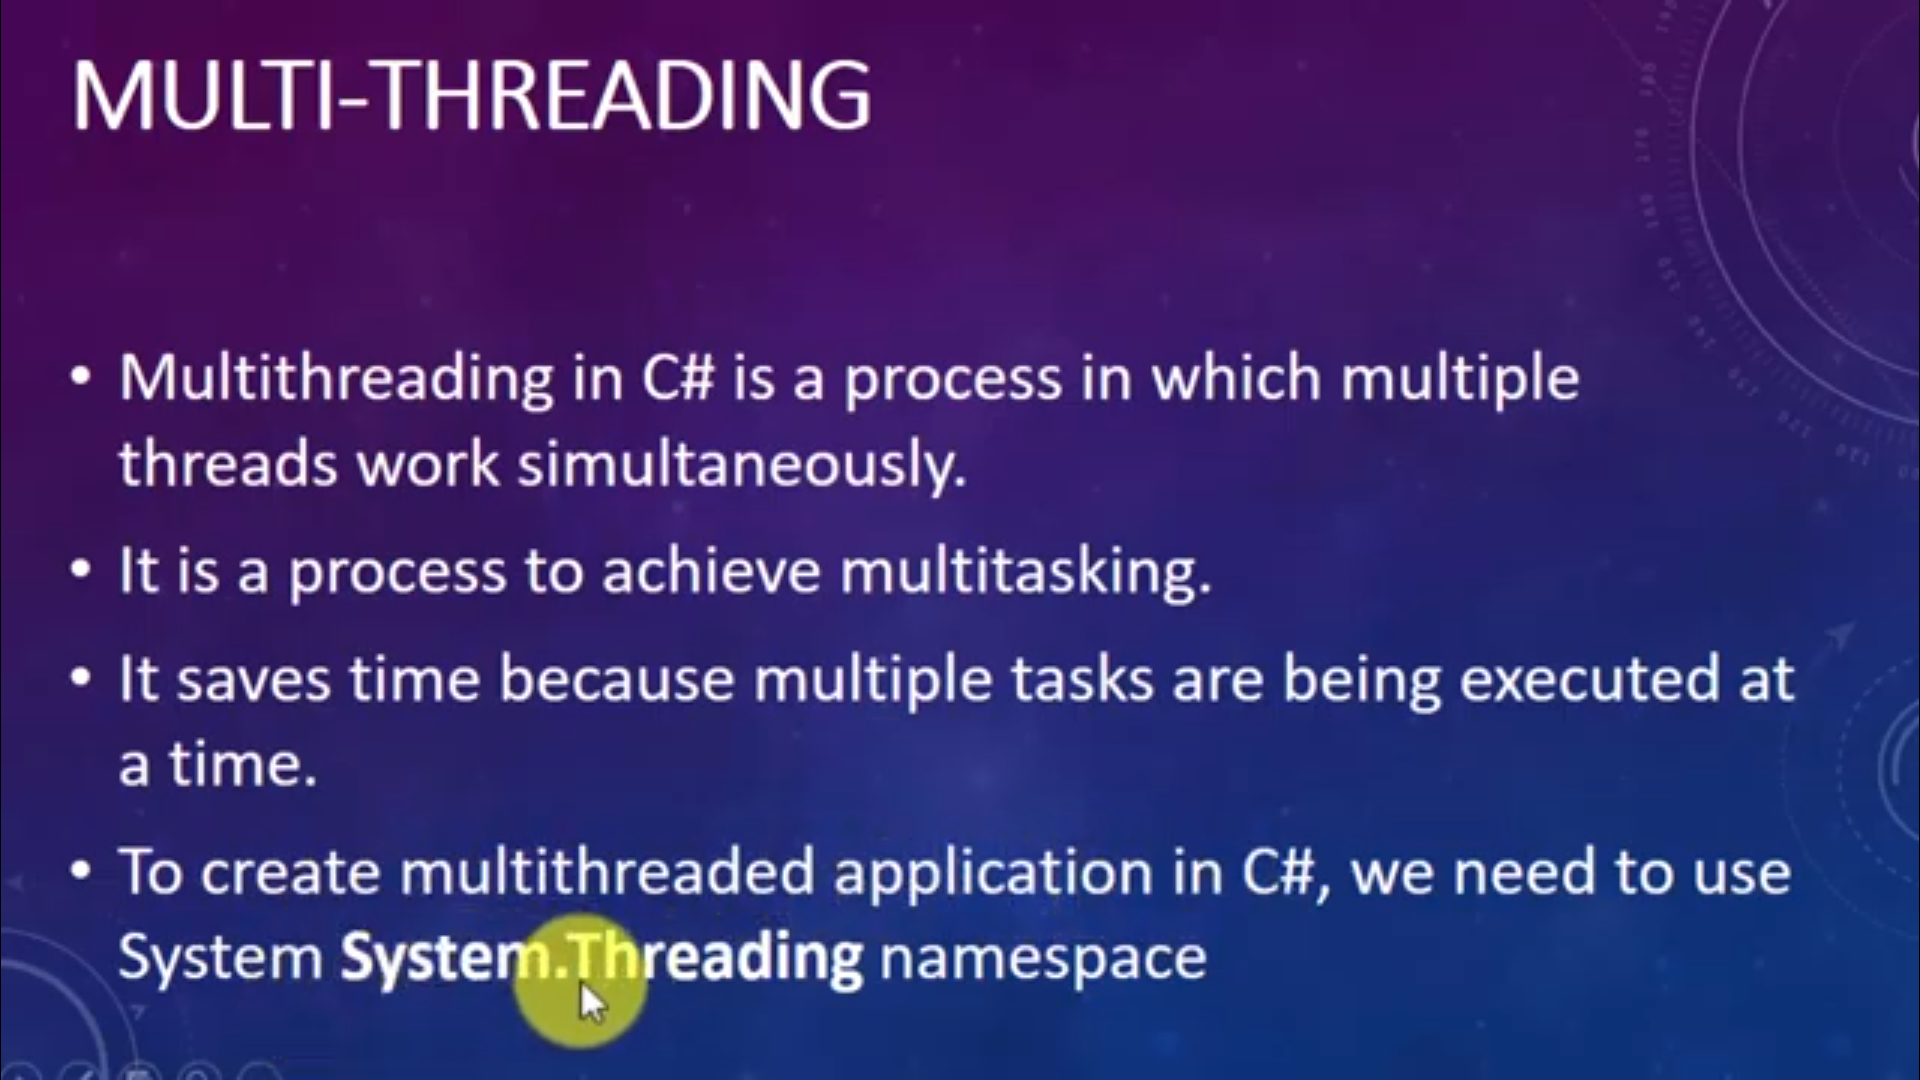 MULTI-THREADING
• Multithreading in C# is a process in which multiple
threads work simultaneously.
• It is a process to achieve multitasking.
• It saves time because multiple tasks are being executed at
a time.
• To create multithreaded application in C#, we need to use
System System.Threading namespace